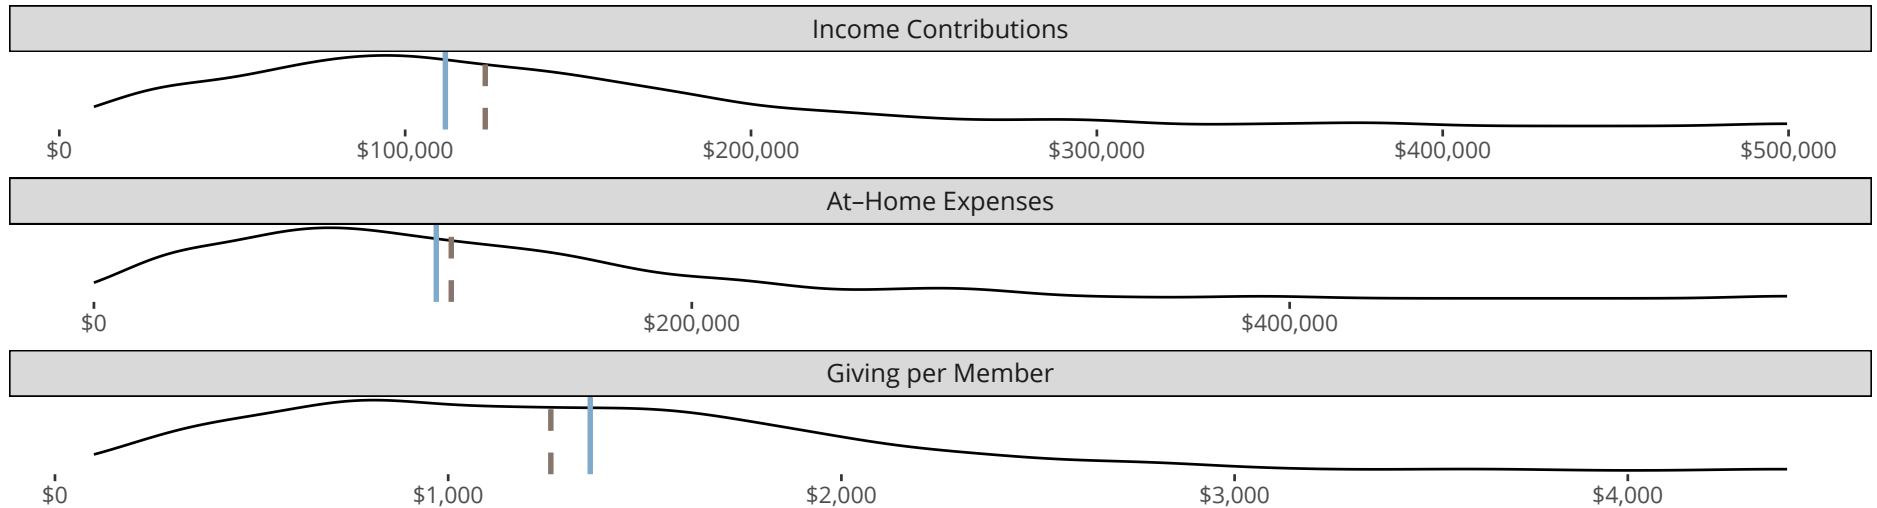 Income Contributions
$0 $100,000 $200,000 $300,000 $400,000 $500,000
At–Home Expenses
$0 $200,000 $400,000
Giving per Member
$0 $1,000 $2,000 $3,000 $4,000